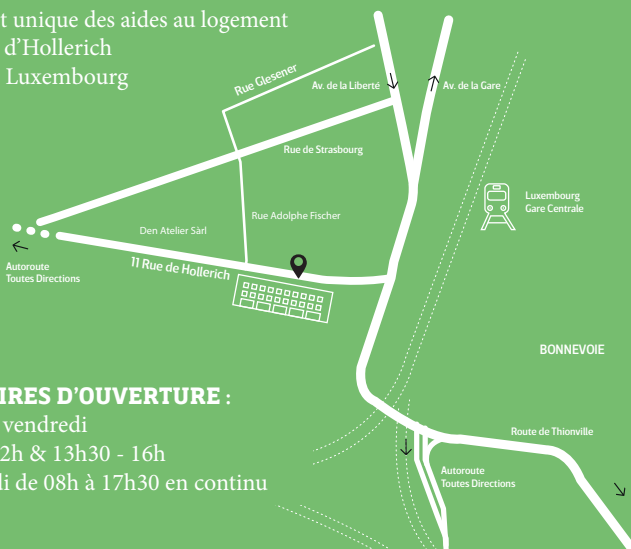 t unique des aides au logement
d'Hollerich
Luxembourg
Rue Glesener
Av. de la Liberté
Av. de la Gare
Rue de Strasbourg
Luxembourg
Gare Centrale
Rue Adolphe Fischer
Den Atelier Sàrl
11 Rue de Hollerich
Autoroute
Toutes Directions
BONNEVOIE
IRES D'OUVERTURE :
vendredi
2h & 13h30 - 16h
di de 08h à 17h30 en continu
Route de Thionville
Autoroute
Toutes Directions